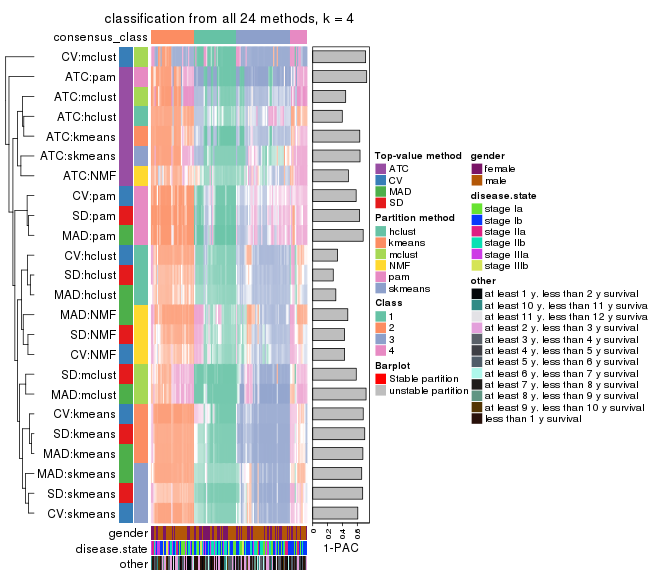 classification from all 24 methods, k = 4
consensus_class
CV:mclust
ATC:pam
ATC:mclust
ATC:hclust
ATC:kmeans
ATC:skmeans
ATC:NMF
CV:pam
SD:pam
MAD:pam
CV:hclust
SD:hclust
MAD:hclust
MAD:NMF
SD:NMF
CV:NMF
SD:mclust
MAD:mclust
CV:kmeans
SD:kmeans
MAD:kmeans
MAD:skmeans
SD:skmeans
CV:skmeans
gender
disease.state
other
0 0.2 0.4 0.6
1-PAC
Top-value method
ATC
CV
MAD
SD
Partition method
hclust
kmeans
mclust
NMF
pam
skmeans
Class
1
2
3
4
Barplot
Stable partition
unstable partition
gender
female
male
disease.state
stage Ia
stage Ib
stage IIa
stage IIb
stage IIIa
stage IIIb
other
at least 1 y. less than 2 y survival
at least 10 y. less than 11 y surviva
at least 11 y. less than 12 y surviva
at least 2 y. less than 3 y survival
at least 3 y. less than 4 y survival
at least 4 y. less than 5 y survival
at least 5 y. less than 6 y survival
at least 6 y. less than 7 y survival
at least 7 y. less than 8 y survival
at least 8 y. less than 9 y survival
at least 9 y. less than 10 y survival
less than 1 y survival